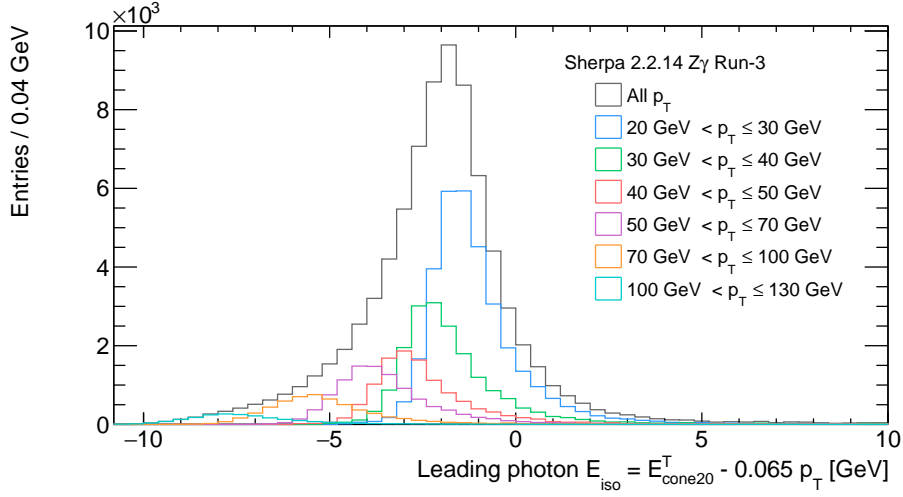 ×10³
Entries / 0.04 GeV
10
8
6
4
2
0
Sherpa 2.2.14 Zγ Run-3
All p_T
20 GeV < p_T ≤ 30 GeV
30 GeV < p_T ≤ 40 GeV
40 GeV < p_T ≤ 50 GeV
50 GeV < p_T ≤ 70 GeV
70 GeV < p_T ≤ 100 GeV
100 GeV < p_T ≤ 130 GeV
−10 −5 0 5 10
Leading photon E_iso = E^T_cone20 - 0.065 p_T [GeV]